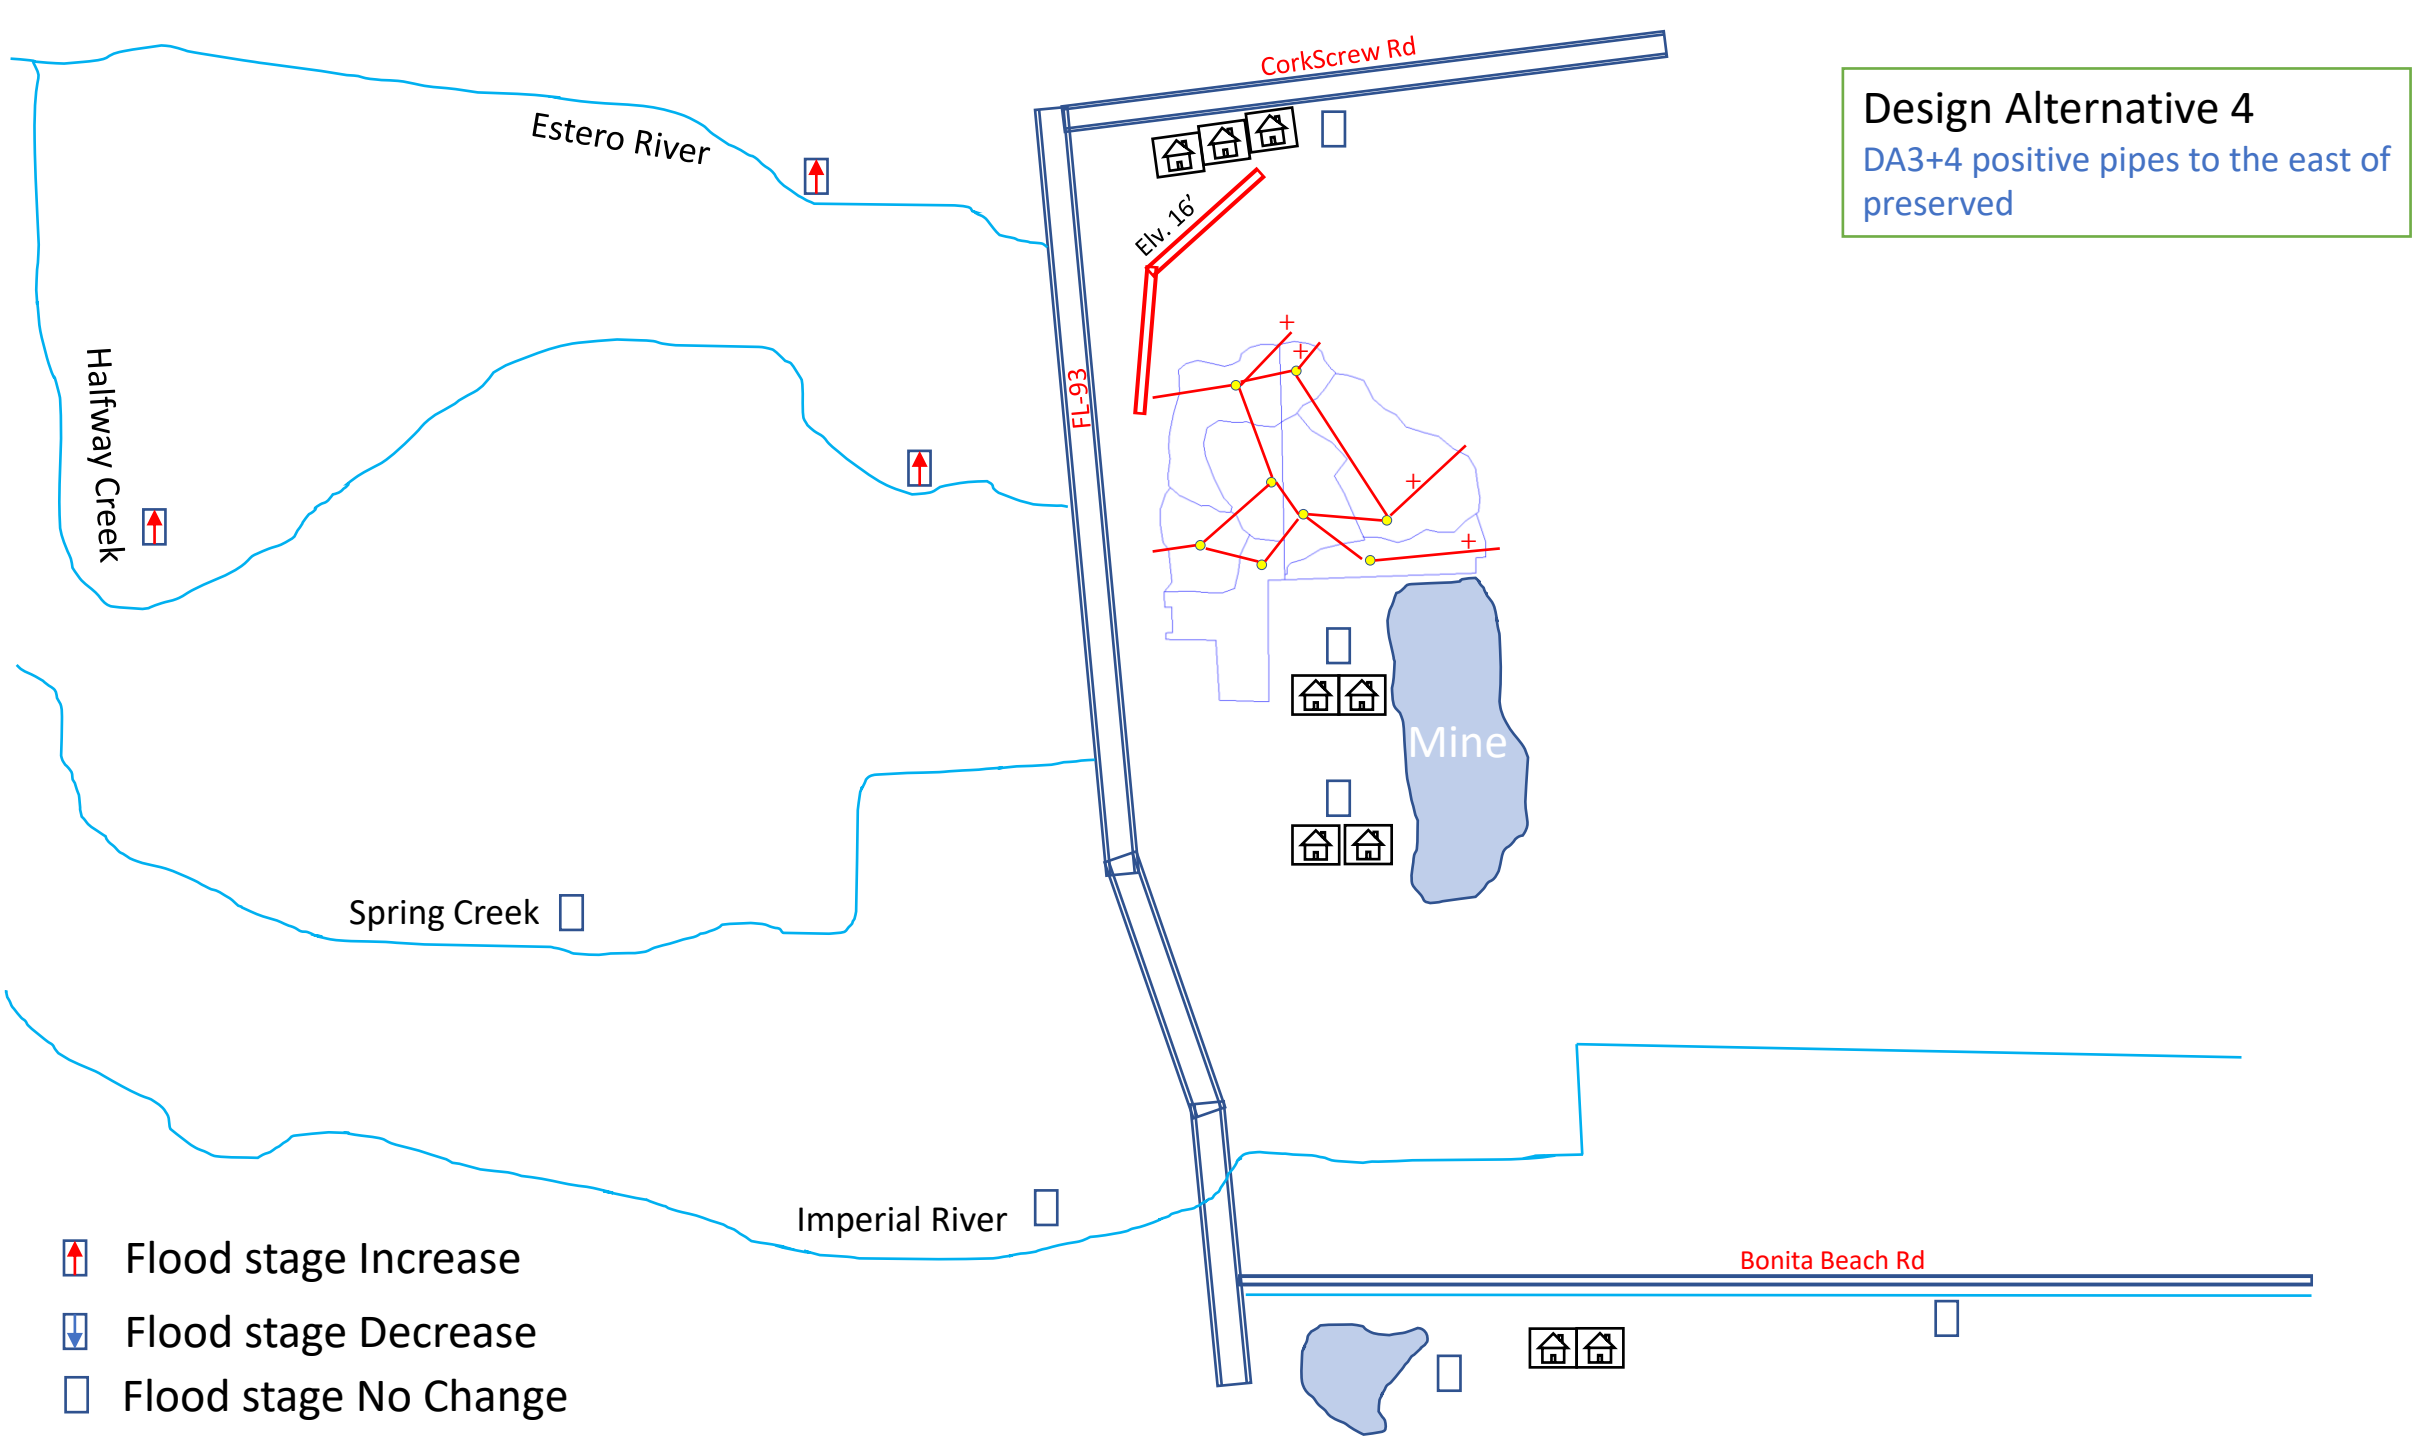 CorkScrew Rd
Design Alternative 4
DA3+4 positive pipes to the east of
preserved
Estero River
Elv. 16'
+
+
Halfway Creek
FL-93
+
+
Mine
Spring Creek
Imperial River
Bonita Beach Rd
Flood stage Increase
Flood stage Decrease
Flood stage No Change